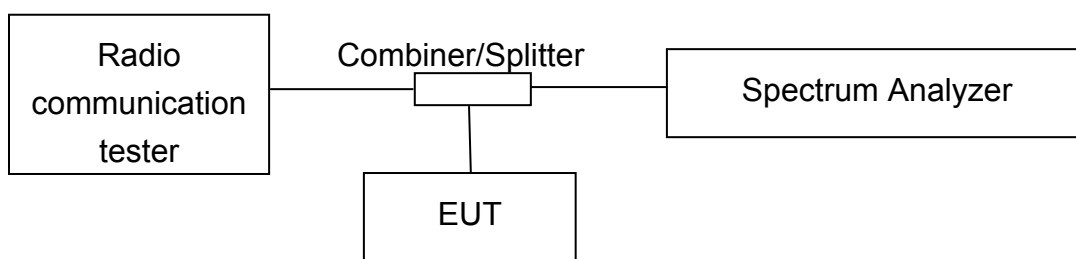 Radio
communication
tester
Combiner/Splitter
Spectrum Analyzer
EUT